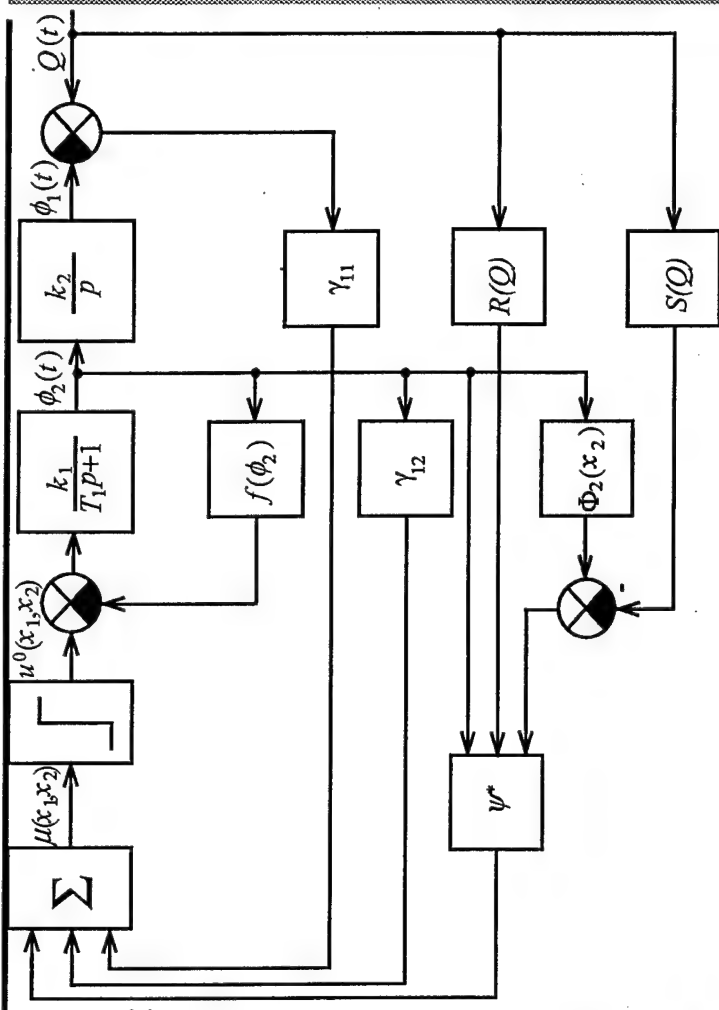 Σ
μ(x₁,x₂)
u⁰(x₁,x₂)
k₁
T₁p+1
ϕ₂(t)
k₂
p
ϕ₁(t)
Q(t)
f(ϕ₂)
γ₁₁
γ₁₂
R(Q)
ψ*
Φ₂(x₂)
-
S(Q)